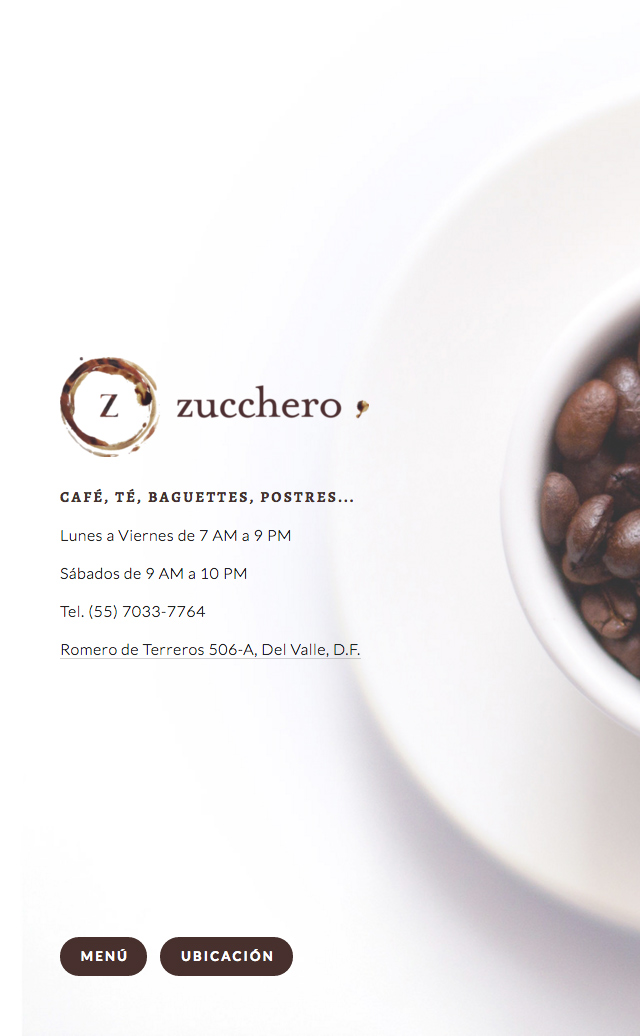 z
zucchero
CAFÉ, TÉ, BAGUETTES, POSTRES...
Lunes a Viernes de 7 AM a 9 PM
Sábados de 9 AM a 10 PM
Tel. (55) 7033-7764
Romero de Terreros 506-A, Del Valle, D.F.
MENÚ UBICACIÓN